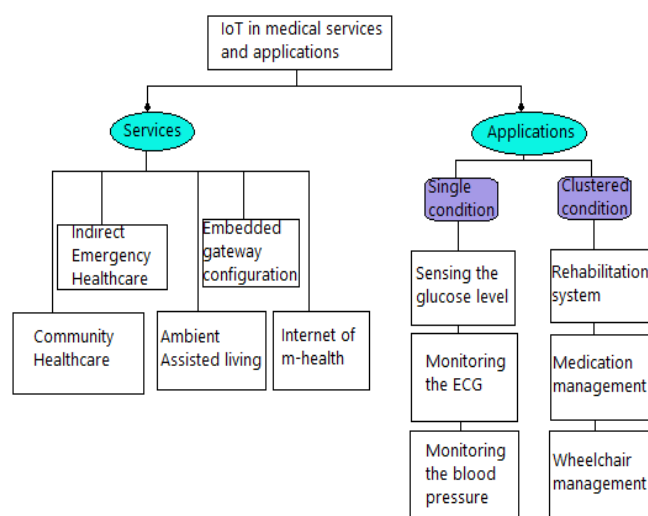 IoT in medical services
and applications
Services
Applications
Single
condition
Clustered
condition
Indirect
Emergency
Healthcare
Embedded
gateway
configuration
Community
Healthcare
Ambient
Assisted living
Internet of
m-health
Sensing the
glucose level
Rehabilitation
system
Monitoring
the ECG
Medication
management
Monitoring
the blood
pressure
Wheelchair
management